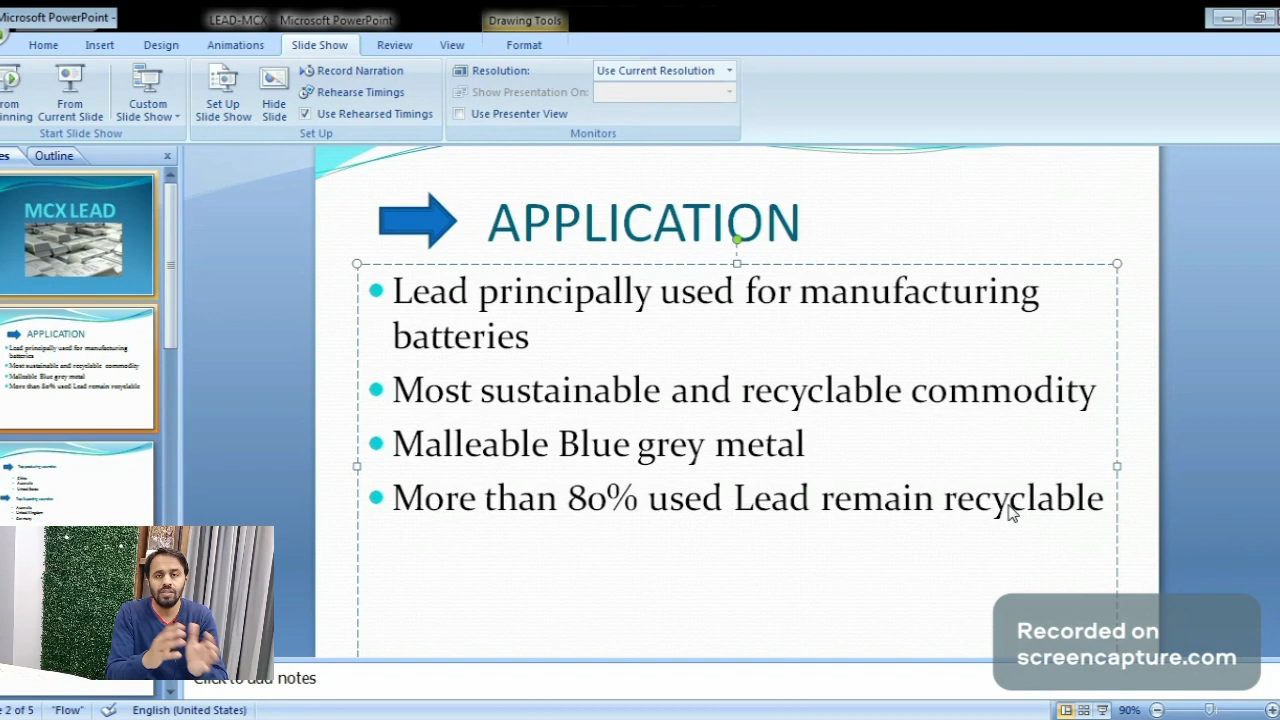 Microsoft PowerPoint -
LEAD-MCX Microsoft PowerPoint
Drawing Tools
Home Insert Design Animations Slide Show Review View Format
From Current Slide
Custom Slide Show
Set Up Slide Show
Hide Slide
Record Narration
Rehearse Timings
Use Rehearsed Timings
Resolution: Use Current Resolution
Show Presentation On:
Use Presenter View
Start Slide Show
Set Up
Monitors
Outline
MCX LEAD
APPLICATION
Lead principally used for manufacturing
batteries
Most sustainable and recyclable commodity
Malleable Blue grey metal
More than 80% used Lead remain recyclable
APPLICATION
Lead principally used for manufacturing
batteries
Most sustainable and recyclable commodity
Malleable Blue grey metal
More than 80% used Lead remain recyclable
Recorded on
screencapture.com
Click to add notes
2 of 5 "Flow" English (United States) 90%